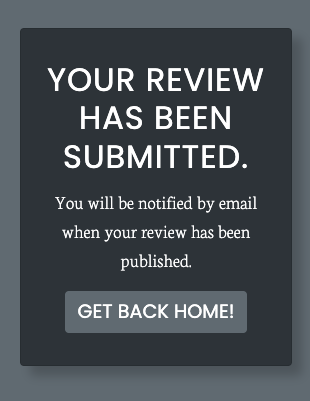 YOUR REVIEW
HAS BEEN
SUBMITTED.
You will be notified by email
when your review has been
published.
GET BACK HOME!